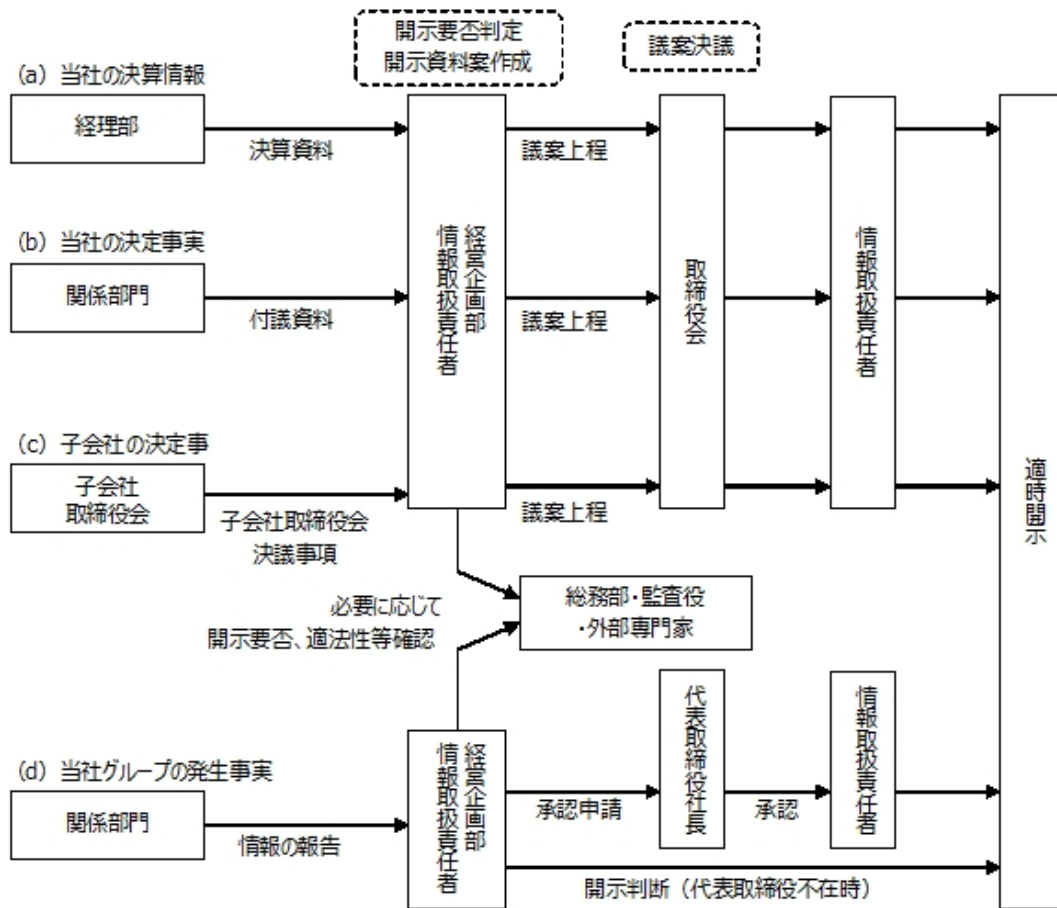 開示要否判定
開示資料案作成
議案決議
(a) 当社の決算情報
経理部
決算資料
議案上程
(b) 当社の決定事実
関係部門
付議資料
経営企画部
情報取扱責任者
議案上程
取締役会
情報取扱責任者
(c) 子会社の決定事
子会社
取締役会
子会社取締役会
決議事項
議案上程
適時開示
必要に応じて
開示要否、適法性等確認
総務部・監査役
・外部専門家
(d) 当社グループの発生事実
関係部門
情報の報告
経営企画部
情報取扱責任者
承認申請
代表取締役社長
承認
情報取扱責任者
開示判断（代表取締役不在時）